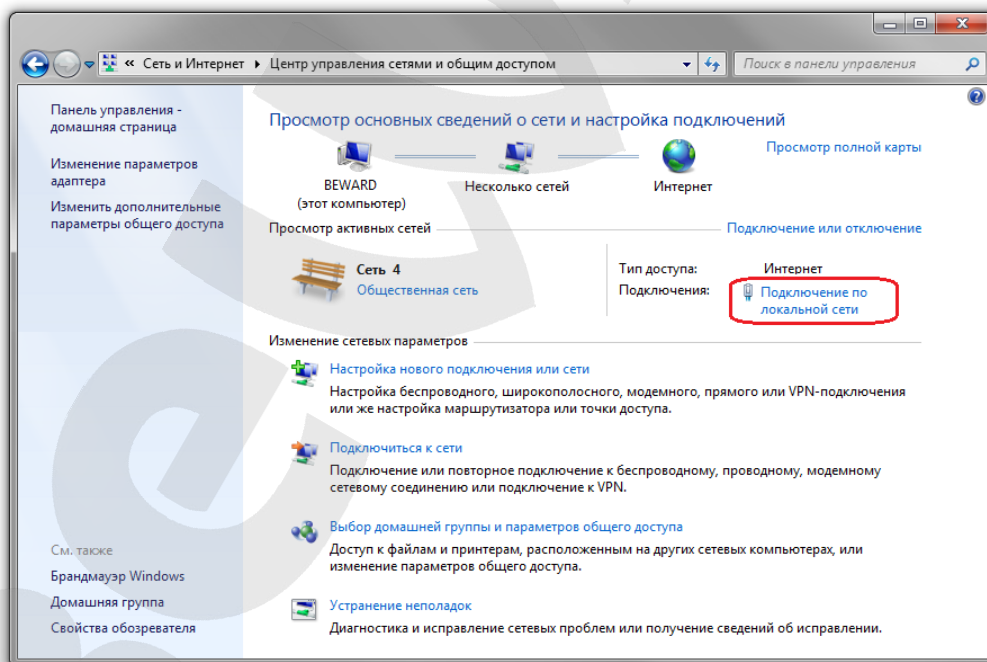 « Сеть и Интернет ▸ Центр управления сетями и общим доступом
Поиск в панели управления
Панель управления -
домашняя страница
Изменение параметров
адаптера
Изменить дополнительные
параметры общего доступа
Просмотр основных сведений о сети и настройка подключений
Просмотр полной карты
BEWARD
(этот компьютер)
Несколько сетей
Интернет
Просмотр активных сетей
Подключение или отключение
Сеть 4
Общественная сеть
Тип доступа: Интернет
Подключения: Подключение по
локальной сети
Изменение сетевых параметров
Настройка нового подключения или сети
Настройка беспроводного, широкополосного, модемного, прямого или VPN-подключения
или же настройка маршрутизатора или точки доступа.
Подключиться к сети
Подключение или повторное подключение к беспроводному, проводному, модемному
сетевому соединению или подключение к VPN.
Выбор домашней группы и параметров общего доступа
Доступ к файлам и принтерам, расположенным на других сетевых компьютерах, или
изменение параметров общего доступа.
Устранение неполадок
Диагностика и исправление сетевых проблем или получение сведений об исправлении.
См. также
Брандмауэр Windows
Домашняя группа
Свойства обозревателя